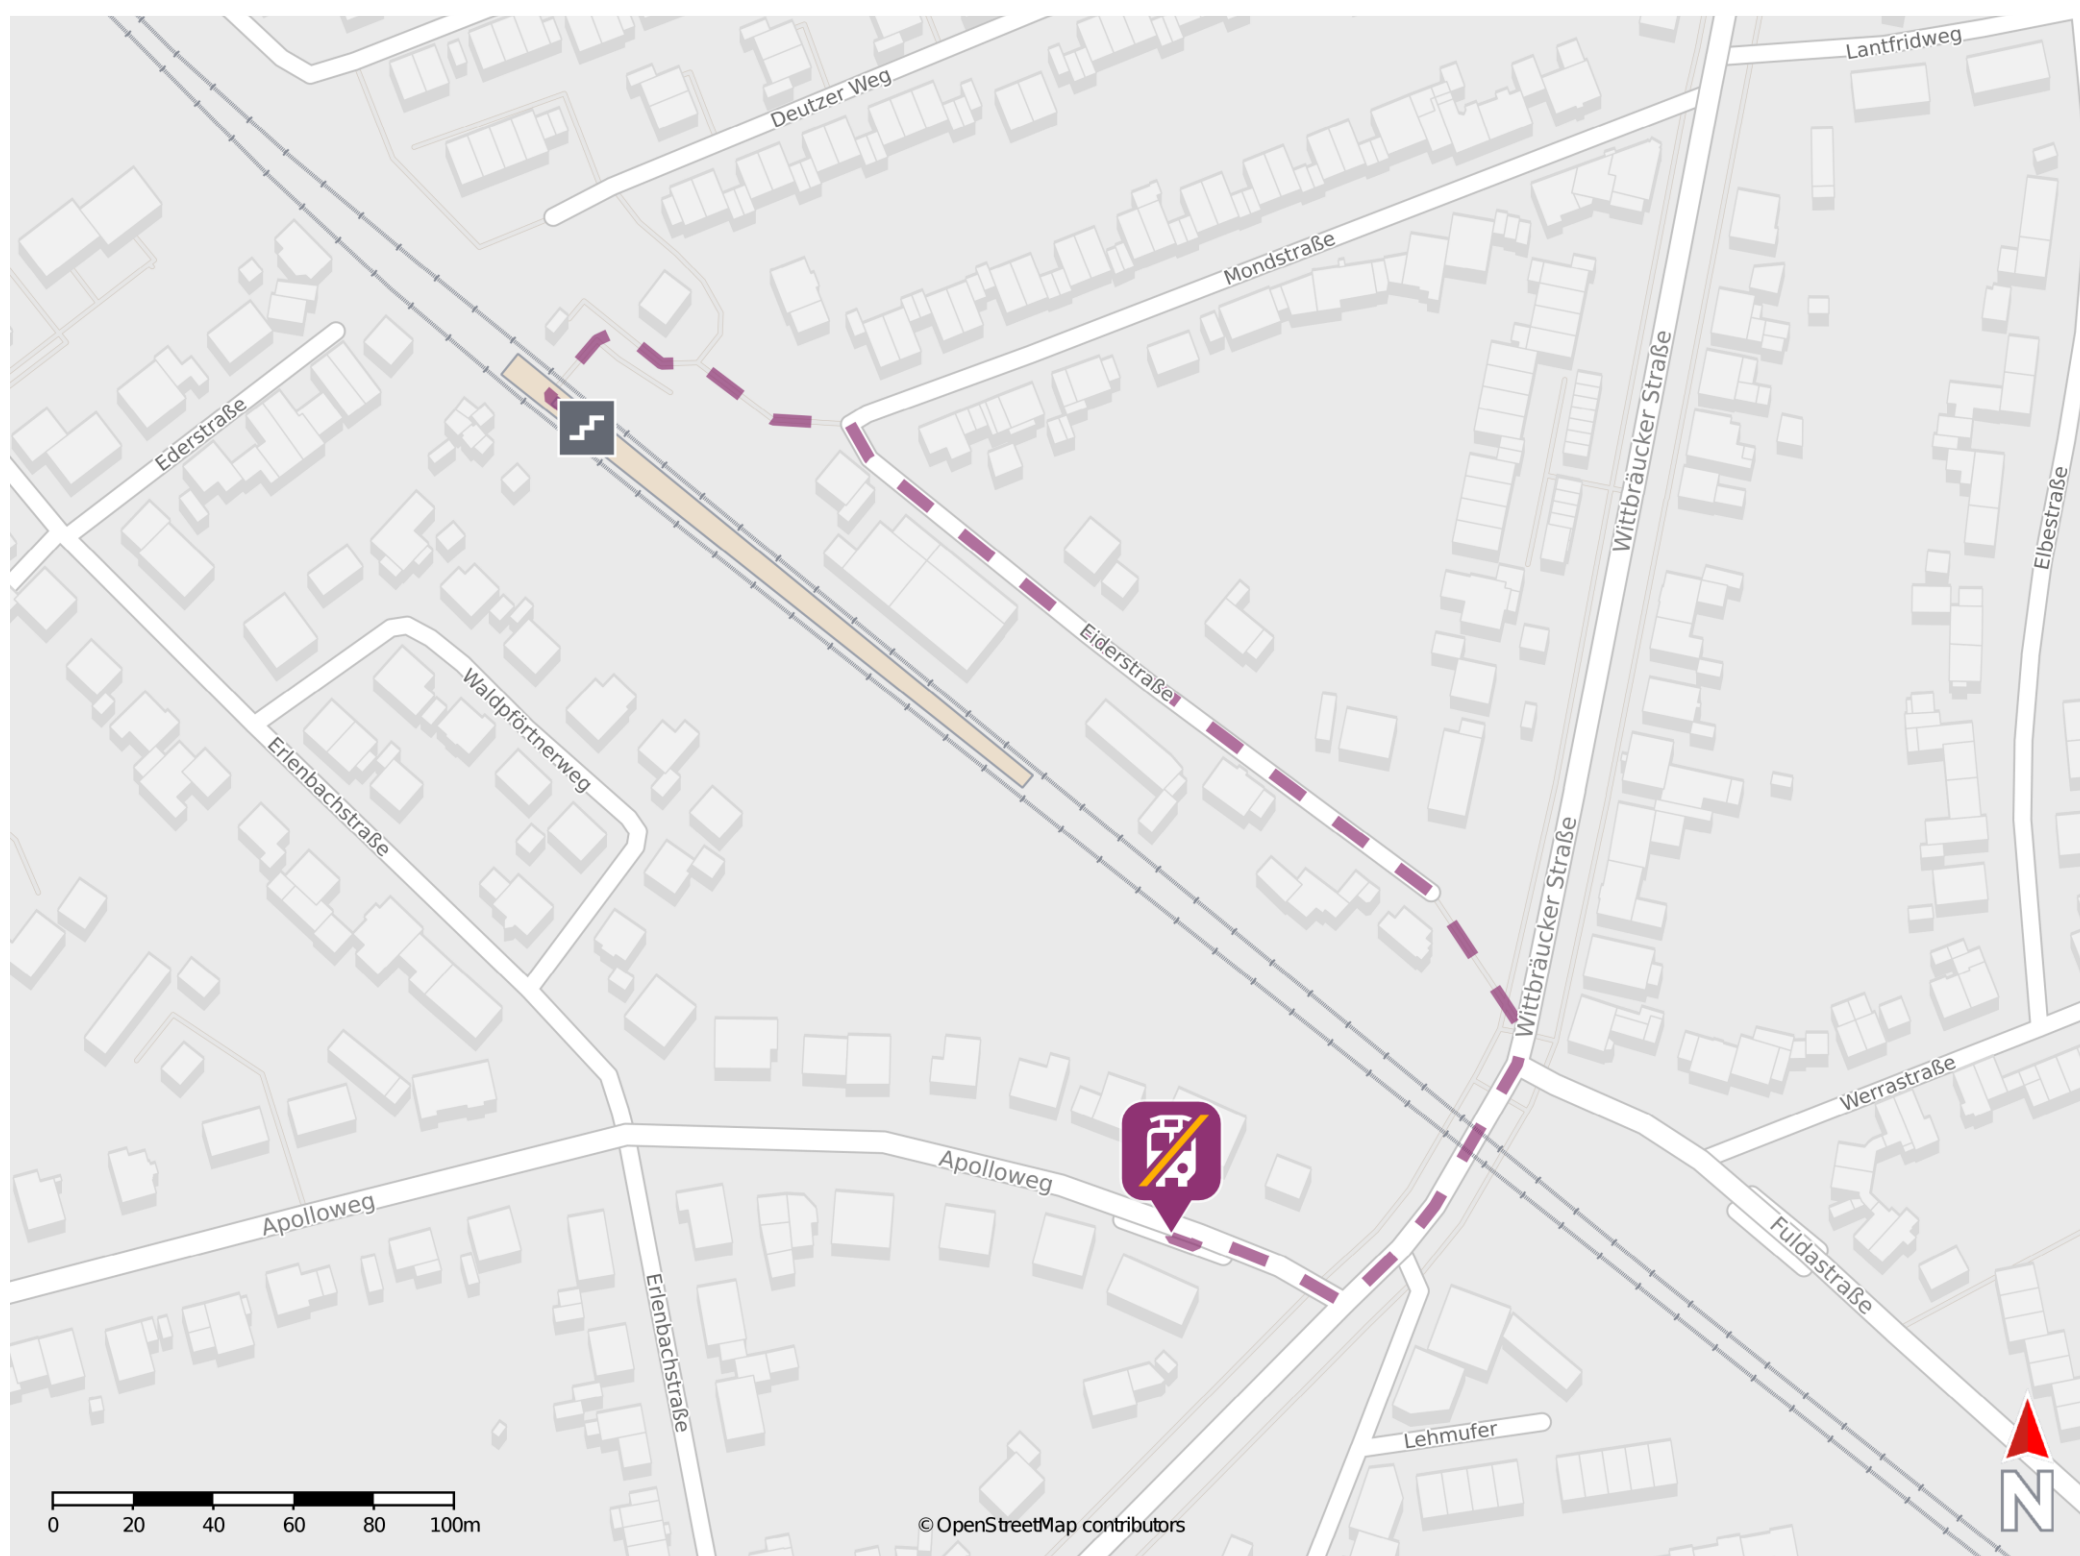 Lantfridweg
Deutzer Weg
Mondstraße
Wittbräucker Straße
Ederstraße
Elbestraße
Eiderstraße
Waldpförtnerweg
Erlenbachstraße
Wittbräucker Straße
Werrastraße
Apolloweg
Apolloweg
Fuldastraße
Erlenbachstraße
Lehmufer
N
0 20 40 60 80 100m
© OpenStreetMap contributors